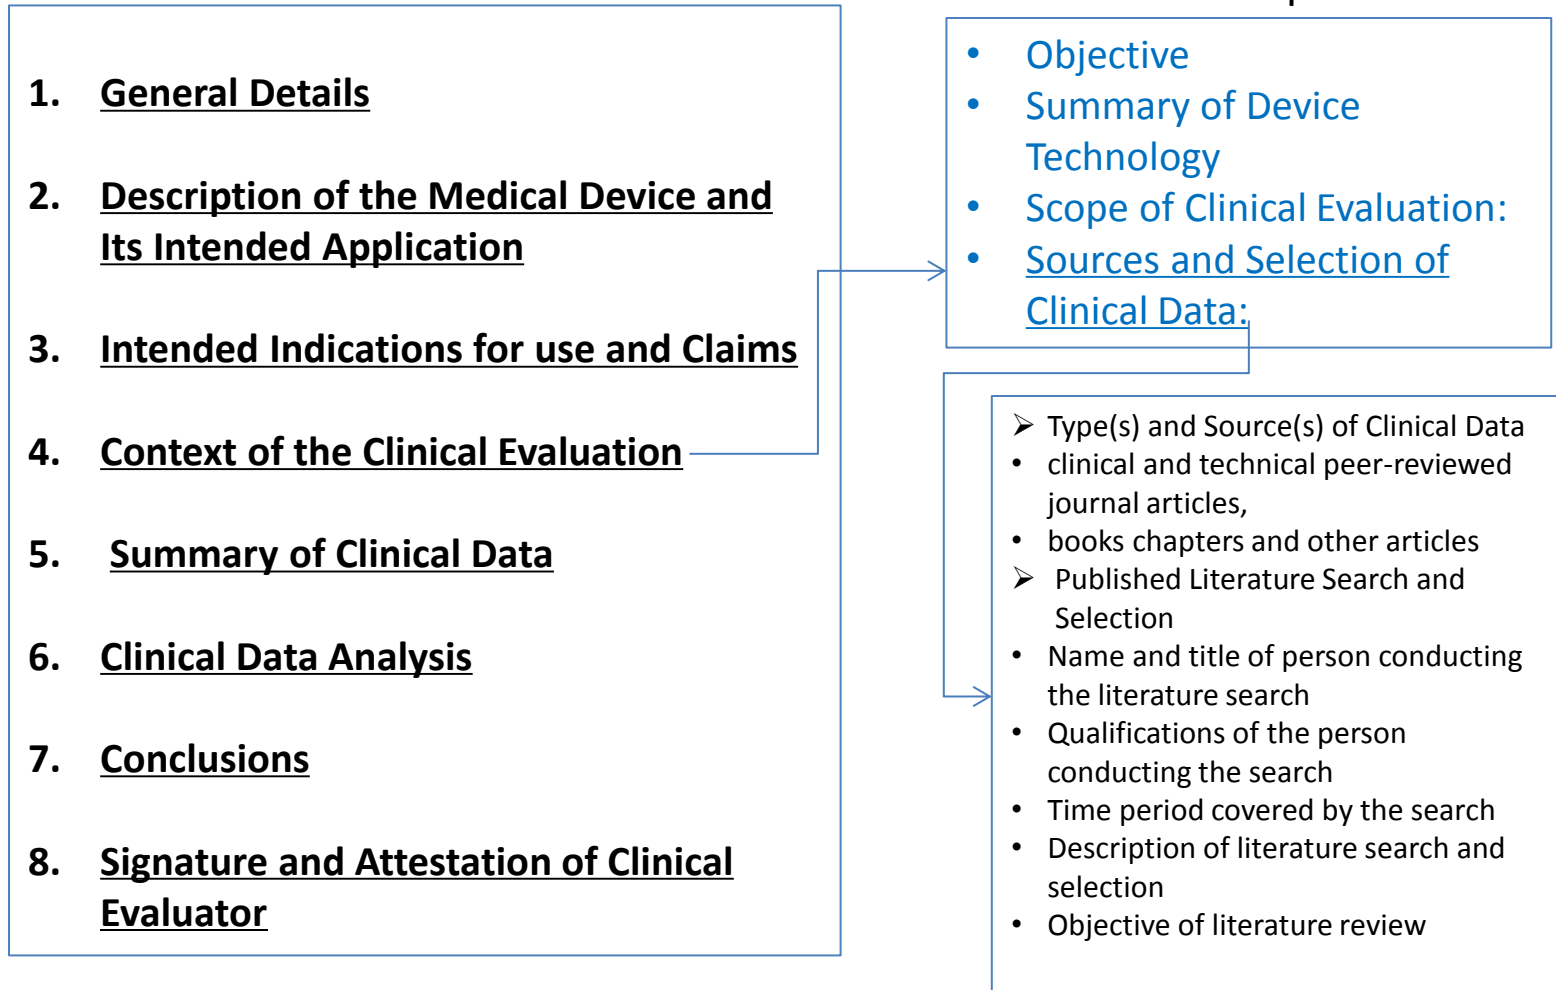 1. General Details
2. Description of the Medical Device and
Its Intended Application
3. Intended Indications for use and Claims
4. Context of the Clinical Evaluation
5. Summary of Clinical Data
6. Clinical Data Analysis
7. Conclusions
8. Signature and Attestation of Clinical
Evaluator
• Objective
• Summary of Device
Technology
• Scope of Clinical Evaluation:
• Sources and Selection of
Clinical Data:
➢ Type(s) and Source(s) of Clinical Data
• clinical and technical peer-reviewed
journal articles,
• books chapters and other articles
➢ Published Literature Search and
Selection
• Name and title of person conducting
the literature search
• Qualifications of the person
conducting the search
• Time period covered by the search
• Description of literature search and
selection
• Objective of literature review